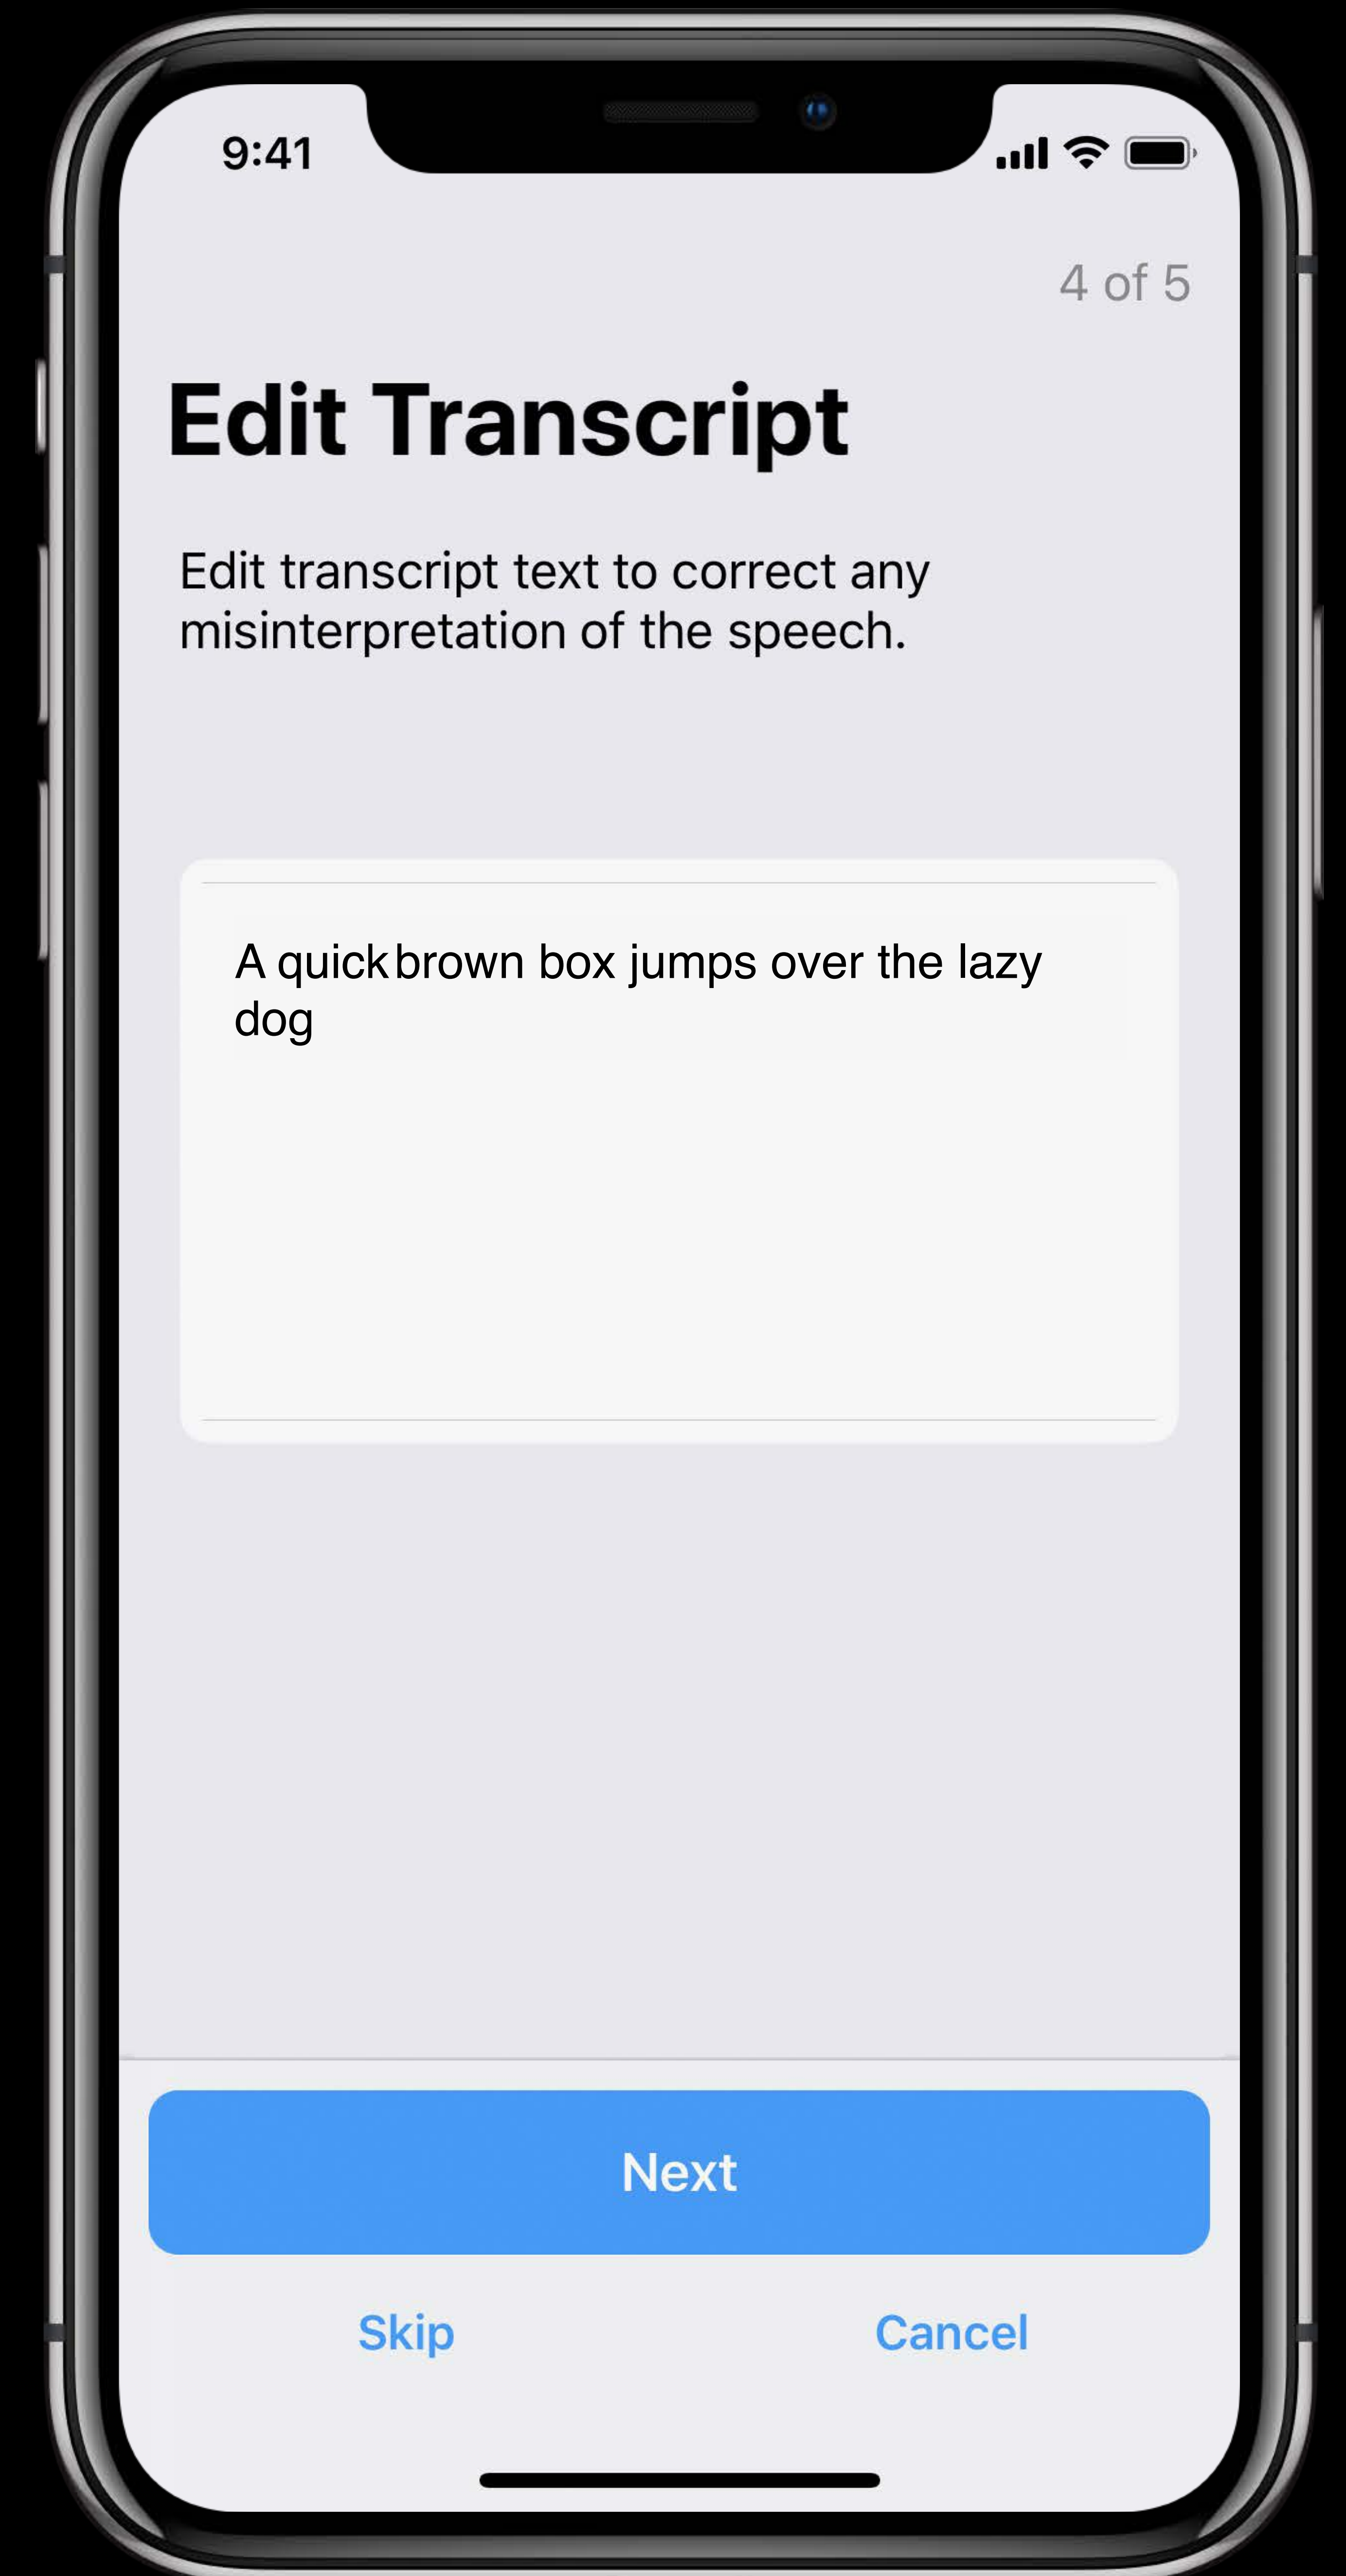 9:41
4 of 5
Edit Transcript
Edit transcript text to correct any
misinterpretation of the speech.
A quick brown box jumps over the lazy
dog
Next
Skip
Cancel